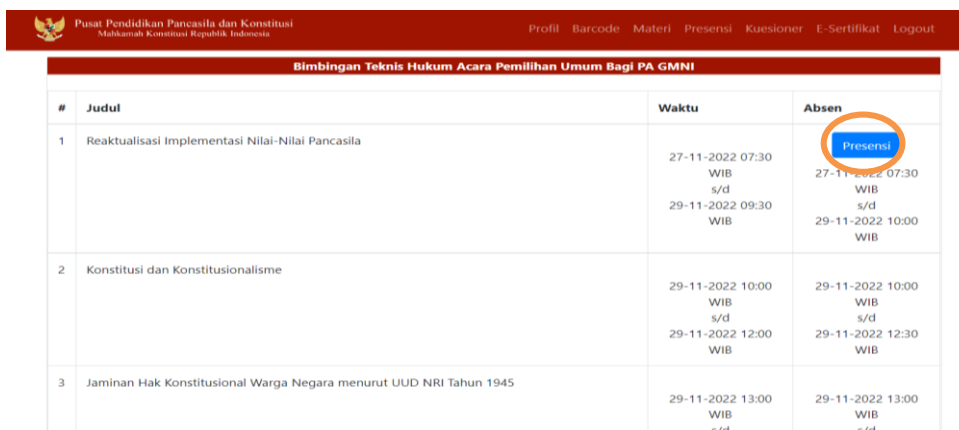 Pusat Pendidikan Pancasila dan Konstitusi
Mahkamah Konstitusi Republik Indonesia
Profil Barcode Materi Presensi Kuesioner E-Sertifikat Logout
Bimbingan Teknis Hukum Acara Pemilihan Umum Bagi PA GMNI
# Judul Waktu Absen
1 Reaktualisasi Implementasi Nilai-Nilai Pancasila
27-11-2022 07:30
WIB
s/d
29-11-2022 09:30
WIB
Presensi
27-11-2022 07:30
WIB
s/d
29-11-2022 10:00
WIB
2 Konstitusi dan Konstitusionalisme
29-11-2022 10:00
WIB
s/d
29-11-2022 12:00
WIB
29-11-2022 10:00
WIB
s/d
29-11-2022 12:30
WIB
3 Jaminan Hak Konstitusional Warga Negara menurut UUD NRI Tahun 1945
29-11-2022 13:00
WIB
s/d
29-11-2022 13:00
WIB
s/d